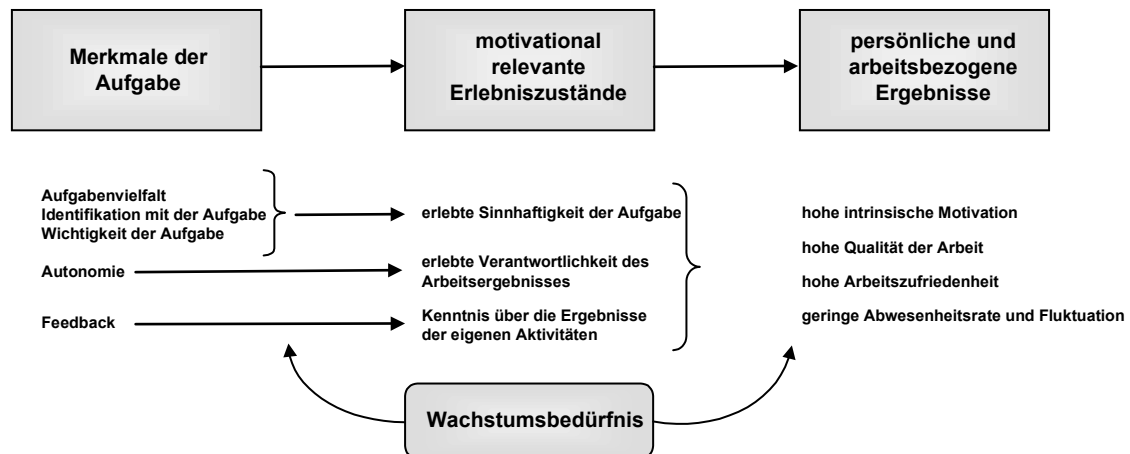 Merkmale der
Aufgabe
motivational
relevante
Erlebniszustände
persönliche und
arbeitsbezogene
Ergebnisse
Aufgabenvielfalt
Identifikation mit der Aufgabe
Wichtigkeit der Aufgabe
erlebte Sinnhaftigkeit der Aufgabe
hohe intrinsische Motivation
hohe Qualität der Arbeit
Autonomie
erlebte Verantwortlichkeit des
Arbeitsergebnisses
hohe Arbeitszufriedenheit
Feedback
Kenntnis über die Ergebnisse
der eigenen Aktivitäten
geringe Abwesenheitsrate und Fluktuation
Wachstumsbedürfnis